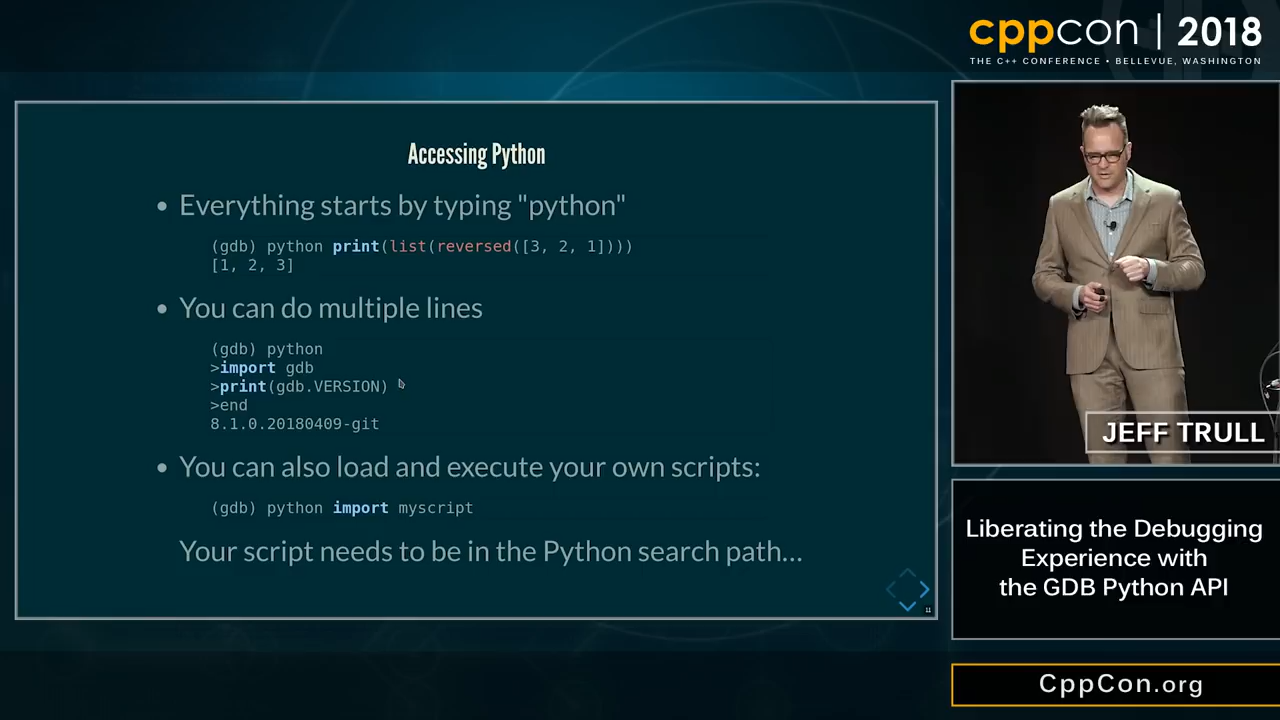 cppcon | 2018
THE C++ CONFERENCE • BELLEVUE, WASHINGTON
Accessing Python
• Everything starts by typing "python"
(gdb) python print(list(reversed([3, 2, 1])))
[1, 2, 3]
• You can do multiple lines
(gdb) python
>import gdb
>print(gdb.VERSION)
>end
8.1.0.20180409-git
• You can also load and execute your own scripts:
(gdb) python import myscript
Your script needs to be in the Python search path...
11
JEFF TRULL
Liberating the Debugging
Experience with
the GDB Python API
CppCon.org